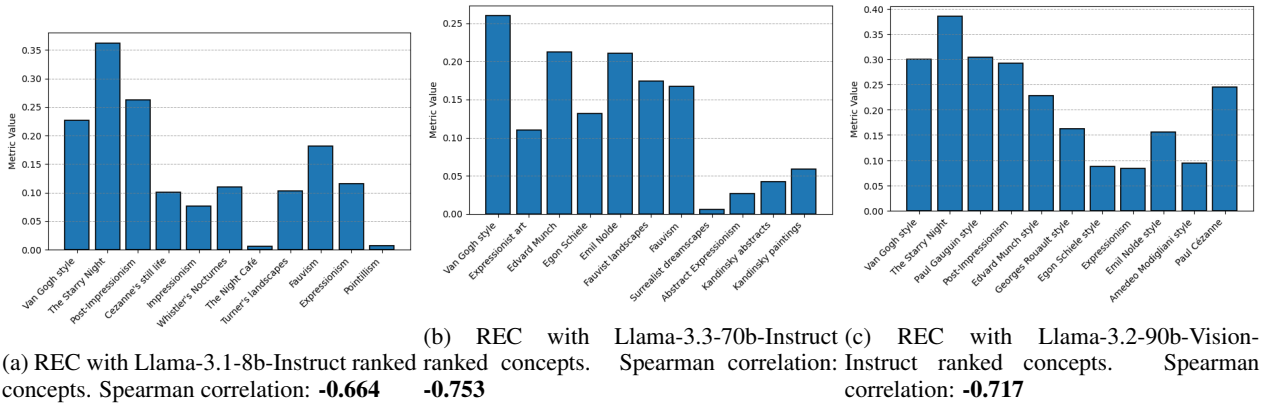 Metric Value
0.35
0.30
0.25
0.20
0.15
0.10
0.05
0.00
Van Gogh style
The Starry Night
Post-Impressionism
Cezanne's still life
Impressionism
Whistler's Nocturnes
The Night Café
Turner's landscapes
Fauvism
Expressionism
Pointillism
(a) REC with Llama-3.1-8b-Instruct ranked
concepts. Spearman correlation: -0.664
Metric Value
0.25
0.20
0.15
0.10
0.05
0.00
Van Gogh style
Expressionist art
Edvard Munch
Egon Schiele
Emil Nolde
Fauvist landscapes
Fauvism
Surrealist dreamscapes
Abstract Expressionism
Kandinsky abstracts
Kandinsky paintings
(b) REC with Llama-3.3-70b-Instruct
ranked concepts. Spearman correlation:
-0.753
Metric Value
0.40
0.35
0.30
0.25
0.20
0.15
0.10
0.05
0.00
Van Gogh style
The Starry Night
Paul Gauguin style
Post-Impressionism
Edvard Munch style
Georges Rouault style
Egon Schiele style
Expressionism
Emil Nolde style
Amedeo Modigliani style
Paul Cézanne
(c) REC with Llama-3.2-90b-Vision-
Instruct ranked concepts. Spearman
correlation: -0.717